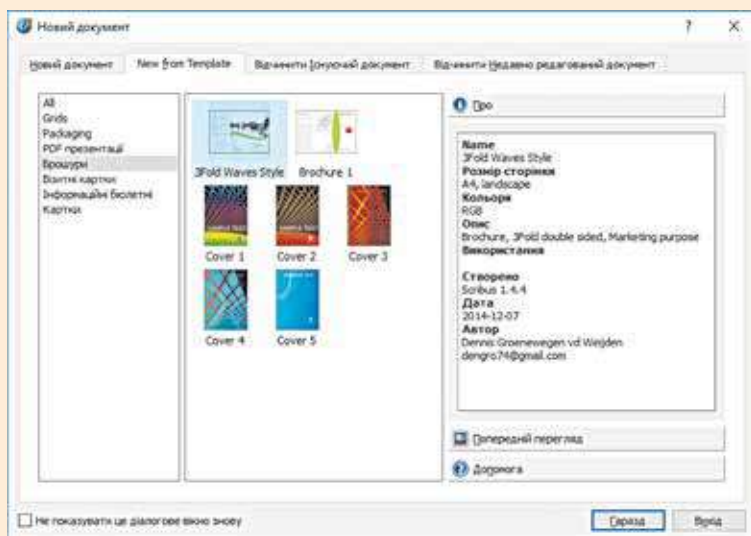 Новий документ
? ×
Новий документ
New from Template
Відчинити Існуючий документ
Відчинити Недавно редагований документ
All
Grids
Packaging
PDF презентації
Брошури
Візитні картки
Інформаційні бюлетні
Картки
3Fold Waves Style
Brochure 1
Cover 1
Cover 2
Cover 3
Cover 4
Cover 5
Про
Name
3Fold Waves Style
Розмір сторінки
A4, landscape
Кольори
RGB
Опис
Brochure, 3Fold double sided, Marketing purpose
Використання
Створено
Scribus 1.4.4
Дата
2014-12-07
Автор
Dennis Groenewegen vd Weijden
dengro74@gmail.com
Попередній перегляд
Допомога
Не показувати це діалогове вікно знову
Гаразд
Вихід